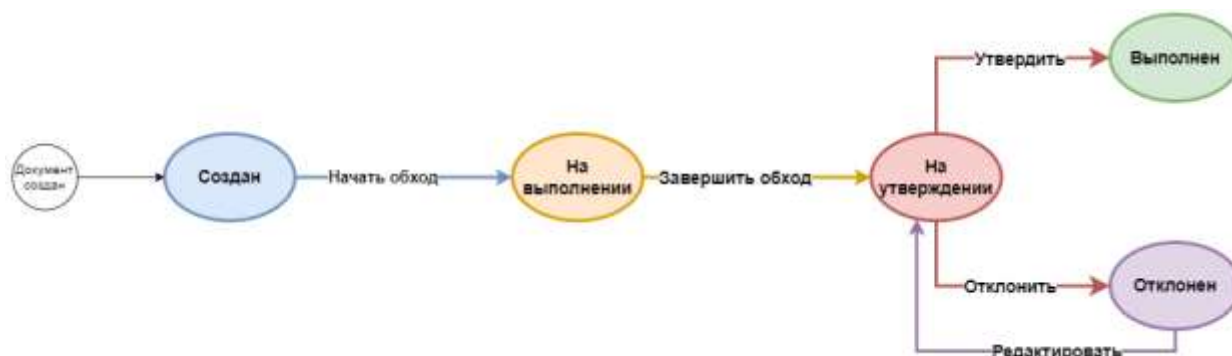 Документ
создан
Создан
Начать обход
На
выполнении
Завершить обход
На
утверждении
Утвердить
Выполнен
Отклонить
Отклонен
Редактировать